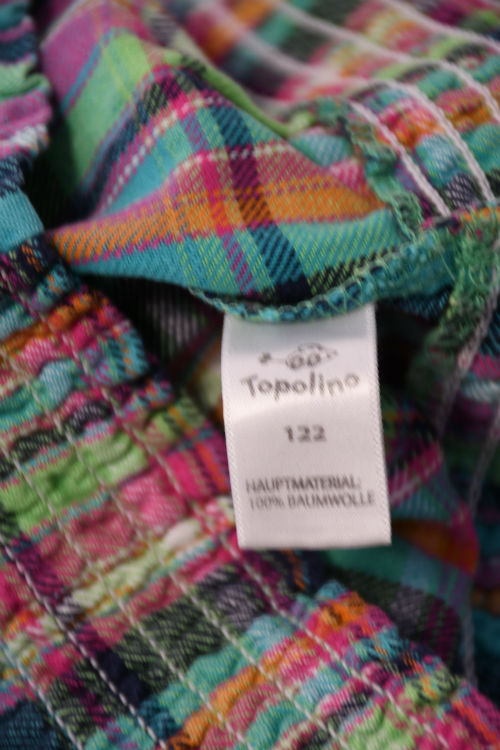 Topolino
122
HAUPTMATERIAL:
100% BAUMWOLLE